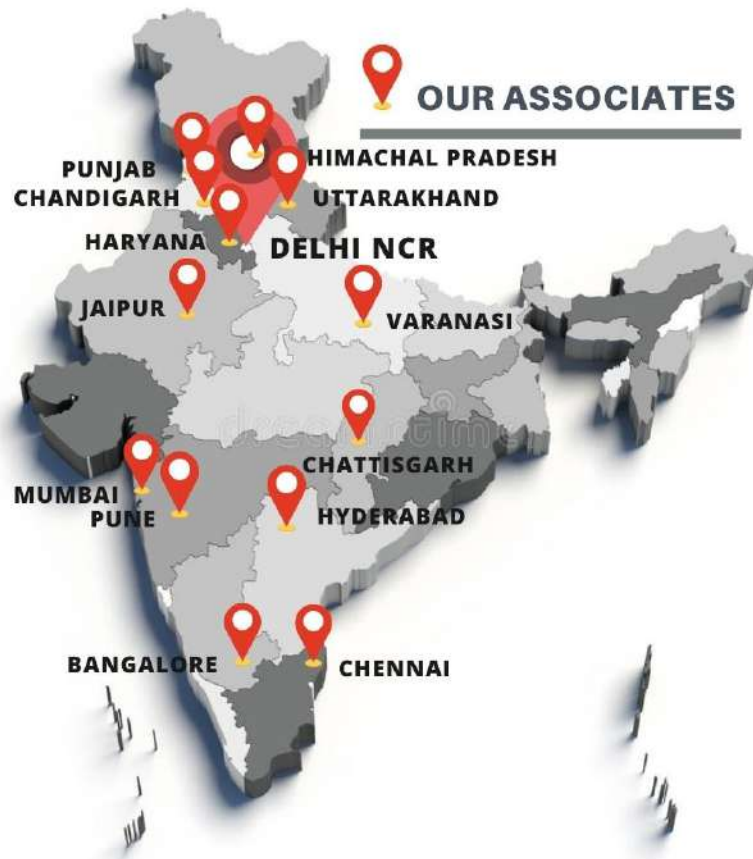 OUR ASSOCIATES
PUNJAB
HIMACHAL PRADESH
CHANDIGARH
UTTARAKHAND
HARYANA
DELHI NCR
JAIPUR
VARANASI
CHATTISGARH
MUMBAI
PUNE
HYDERABAD
BANGALORE
CHENNAI